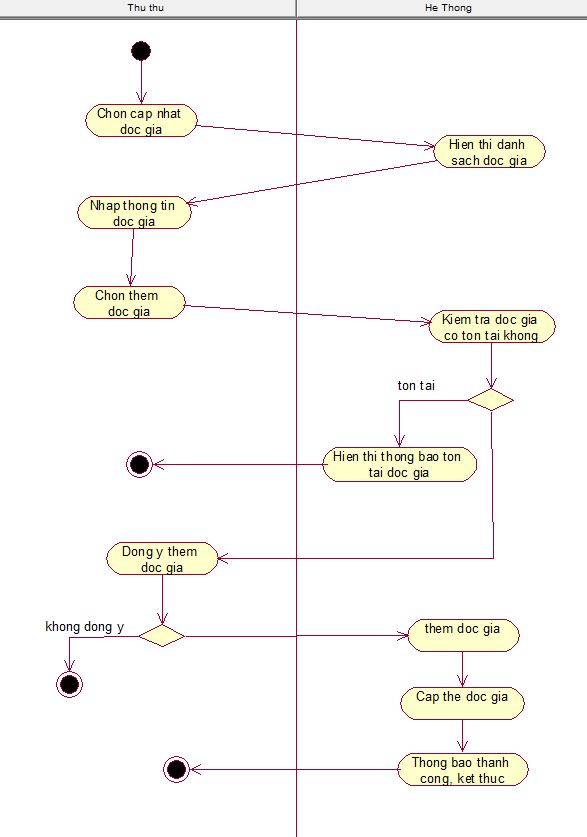 Thu thu
He Thong
Chon cap nhat
doc gia
Hien thi danh
sach doc gia
Nhap thong tin
doc gia
Chon them
doc gia
Kiem tra doc gia
co ton tai khong
ton tai
Hien thi thong bao ton
tai doc gia
Dong y them
doc gia
khong dong y
them doc gia
Cap the doc gia
Thong bao thanh
cong, ket thuc